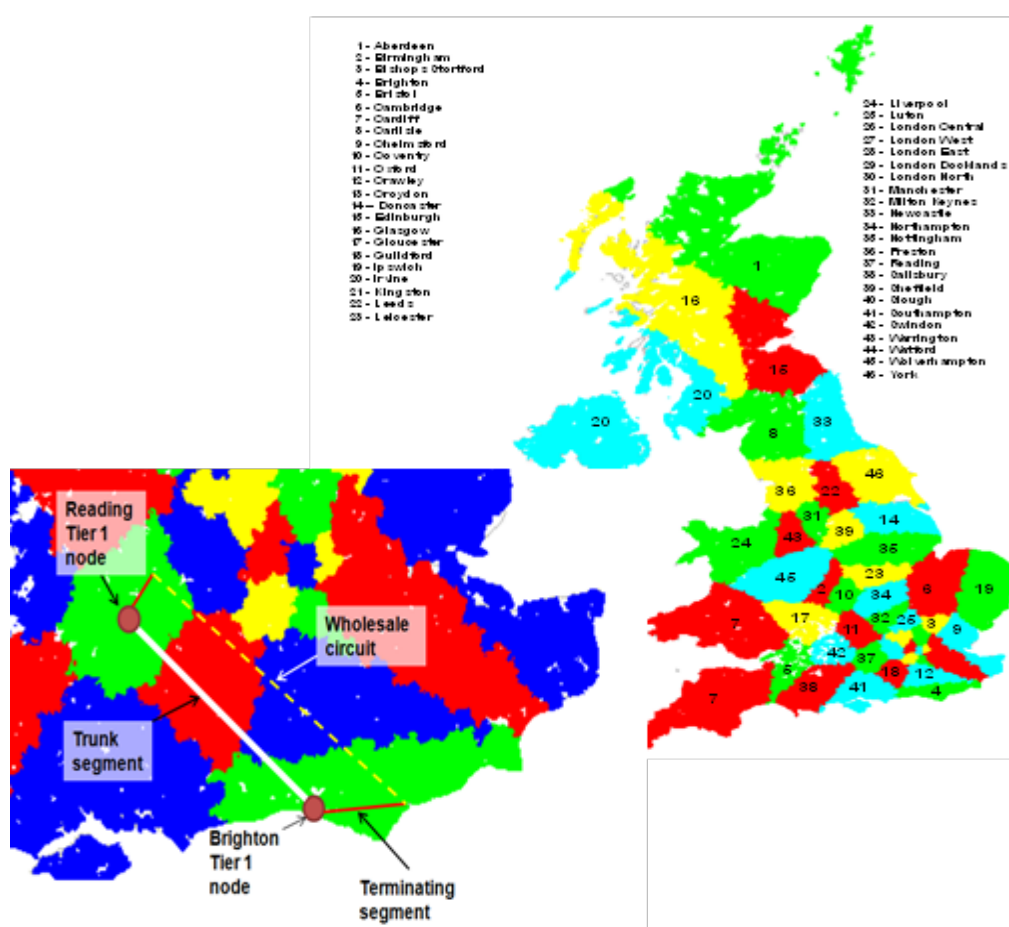 1 - Aberdeen
2 - Birmingham
3 - Bishops Stortford
4 - Brighton
5 - Bristol
6 - Cambridge
7 - Cardiff
8 - Carlisle
9 - Chelmsford
10 - Coventry
11 - Oxford
12 - Crawley
13 - Croydon
14 – Doncaster
15 - Edinburgh
16 - Glasgow
17 - Gloucester
18 - Guildford
19 - Ipswich
20 - Irvine
21 - Kingston
22 - Leeds
23 - Leicester
24 - Liverpool
25 - Luton
26 - London Central
27 - London West
28 - London East
29 - London Docklands
30 - London North
31 - Manchester
32 - Milton Keynes
33 - Newcastle
34 - Northampton
35 - Nottingham
36 - Preston
37 - Reading
38 - Salisbury
39 - Sheffield
40 - Slough
41 - Southampton
42 - Swindon
43 - Warrington
44 - Watford
45 - Wolverhampton
46 - York
1
16
15
20
20
8
33
36
22
46
31
39
14
43
24
35
45
23
2
10
34
6
19
7
17
11
32
25
3
9
42
5
37
18
12
7
38
41
4
Reading
Tier 1
node
Wholesale
circuit
Trunk
segment
Brighton
Tier 1
node
Terminating
segment